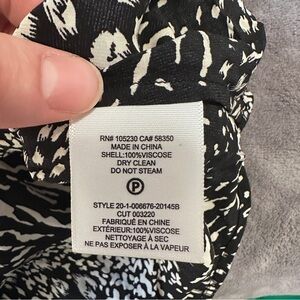 RN# 105230 CA# 58350
MADE IN CHINA
SHELL:100%VISCOSE
DRY CLEAN
DO NOT STEAM
P
STYLE 20-1-006676-20145B
CUT 003220
FABRIQUÉ EN CHINE
EXTÉRIEUR:100%VISCOSE
NETTOYAGE À SEC
NE PAS EXPOSER À LA VAPEUR